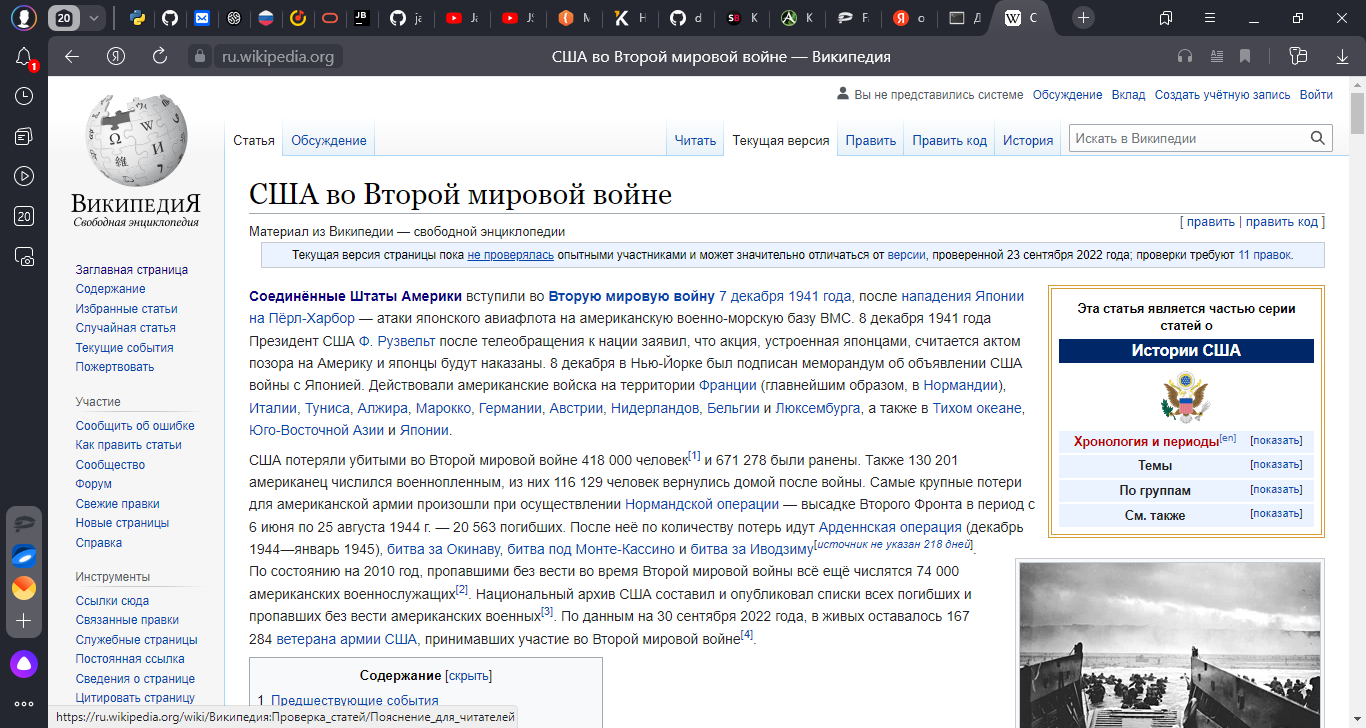 20
С
1
ru.wikipedia.org
США во Второй мировой войне — Википедия
20
Вы не представились системе Обсуждение Вклад Создать учётную запись Войти
Статья Обсуждение Читать Текущая версия Править Править код История Искать в Википедии
ВикипедиЯ
Свободная энциклопедия
Заглавная страница
Содержание
Избранные статьи
Случайная статья
Текущие события
Пожертвовать
Участие
Сообщить об ошибке
Как править статьи
Сообщество
Форум
Свежие правки
Новые страницы
Справка
Инструменты
Ссылки сюда
Связанные правки
Служебные страницы
Постоянная ссылка
Сведения о странице
Цитировать страницу
США во Второй мировой войне
[ править | править код ]
Материал из Википедии — свободной энциклопедии
Текущая версия страницы пока не проверялась опытными участниками и может значительно отличаться от версии, проверенной 23 сентября 2022 года; проверки требуют 11 правок.
Соединённые Штаты Америки вступили во Вторую мировую войну 7 декабря 1941 года, после нападения Японии
на Пёрл-Харбор — атаки японского авиафлота на американскую военно-морскую базу ВМС. 8 декабря 1941 года
Президент США Ф. Рузвельт после телеобращения к нации заявил, что акция, устроенная японцами, считается актом
позора на Америку и японцы будут наказаны. 8 декабря в Нью-Йорке был подписан меморандум об объявлении США
войны с Японией. Действовали американские войска на территории Франции (главнейшим образом, в Нормандии),
Италии, Туниса, Алжира, Марокко, Германии, Австрии, Нидерландов, Бельгии и Люксембурга, а также в Тихом океане,
Юго-Восточной Азии и Японии.
США потеряли убитыми во Второй мировой войне 418 000 человек[1] и 671 278 были ранены. Также 130 201
американец числился военнопленным, из них 116 129 человек вернулись домой после войны. Самые крупные потери
для американской армии произошли при осуществлении Нормандской операции — высадке Второго Фронта в период с
6 июня по 25 августа 1944 г. — 20 563 погибших. После неё по количеству потерь идут Арденнская операция (декабрь
1944—январь 1945), битва за Окинаву, битва под Монте-Кассино и битва за Иводзиму[источник не указан 218 дней].
По состоянию на 2010 год, пропавшими без вести во время Второй мировой войны всё ещё числятся 74 000
американских военнослужащих[2]. Национальный архив США составил и опубликовал списки всех погибших и
пропавших без вести американских военных[3]. По данным на 30 сентября 2022 года, в живых оставалось 167
284 ветерана армии США, принимавших участие во Второй мировой войне[4].
Эта статья является частью серии
статей о
Истории США
Хронология и периоды[en] [показать]
Темы [показать]
По группам [показать]
См. также [показать]
Содержание [скрыть]
1 Предшествующие события
https://ru.wikipedia.org/wiki/Википедия:Проверка_статей/Пояснение_для_читателей